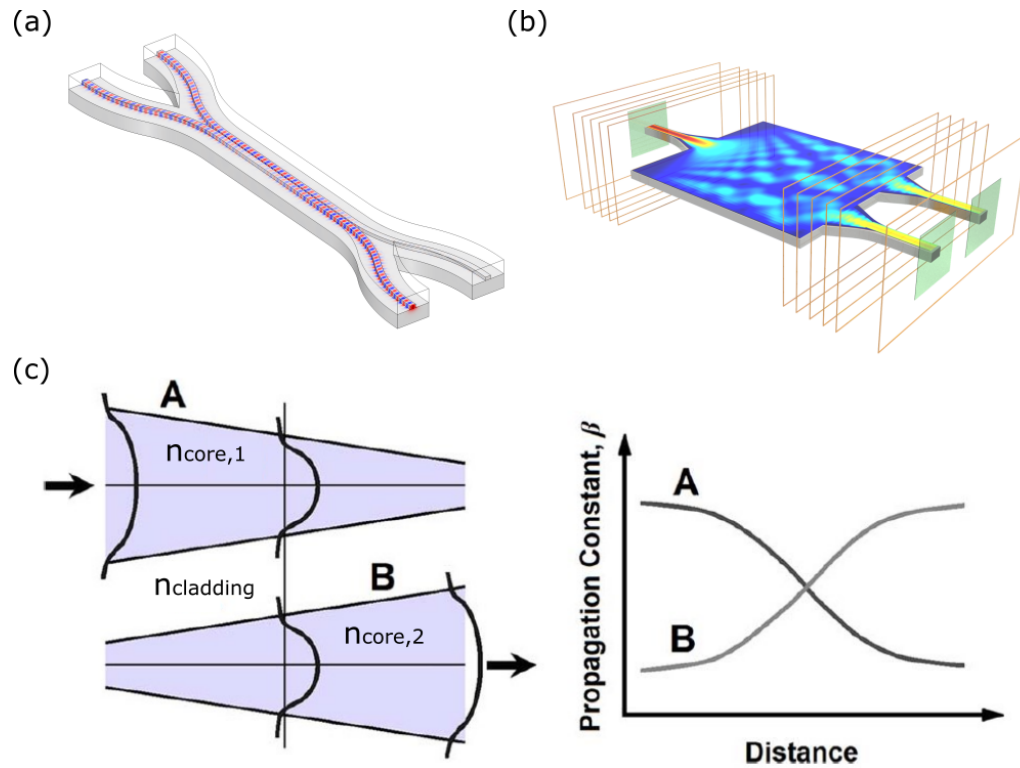 (a)
(b)
(c)
A
ncore,1
ncladding
B
ncore,2
Propagation Constant, β
A
B
Distance